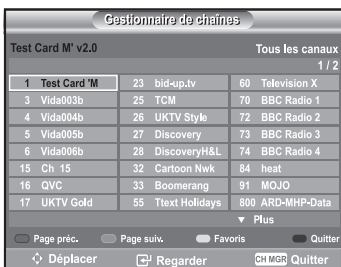 Gestionnaire de chaînes
Test Card M' v2.0 Tous les canaux
1 / 2
1 Test Card 'M 23 bid-up.tv 60 Television X
3 Vida003b 25 TCM 70 BBC Radio 1
4 Vida004b 26 UKTV Style 72 BBC Radio 2
5 Vida005b 27 Discovery 73 BBC Radio 3
6 Vida006b 28 DiscoveryH&L 74 BBC Radio 4
15 Ch 15 32 Cartoon Nwk 84 heat
16 QVC 33 Boomerang 91 MOJO
17 UKTV Gold 55 Ttext Holidays 800 ARD-MHP-Data
▼ Plus
Page préc. Page suiv. Favoris Quitter
Déplacer Regarder CH MGR Quitter